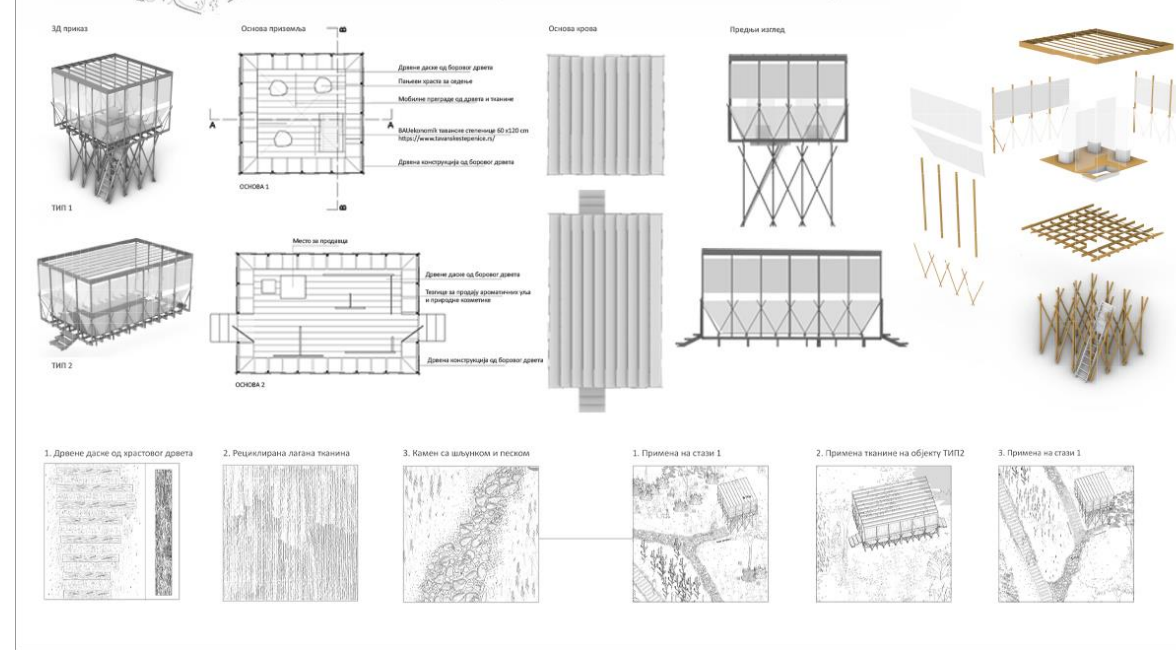 3Д приказ
Основа приземља
Основа крова
Предњи изглед
B
Дрвене даске од боровог дрвета
Пањеви храста за седење
Мобилне преграде од дрвета и тканине
A
A
BAUekonomik таванске степенице 60 x120 cm
https://www.tavanskestepenice.rs/
Дрвена конструкција од боровог дрвета
ОСНОВА 1
B
ТИП 1
Место за продавца
Дрвене даске од боровог дрвета
Тезгице за продају ароматичних уља
и природне козметике
Дрвена конструкција од боровог дрвета
ТИП 2
ОСНОВА 2
1. Дрвене даске од храстовог дрвета
2. Рециклирана лагана тканина
3. Камен са шљунком и песком
1. Примена на стази 1
2. Примена тканине на објекту ТИП2
3. Примена на стази 1